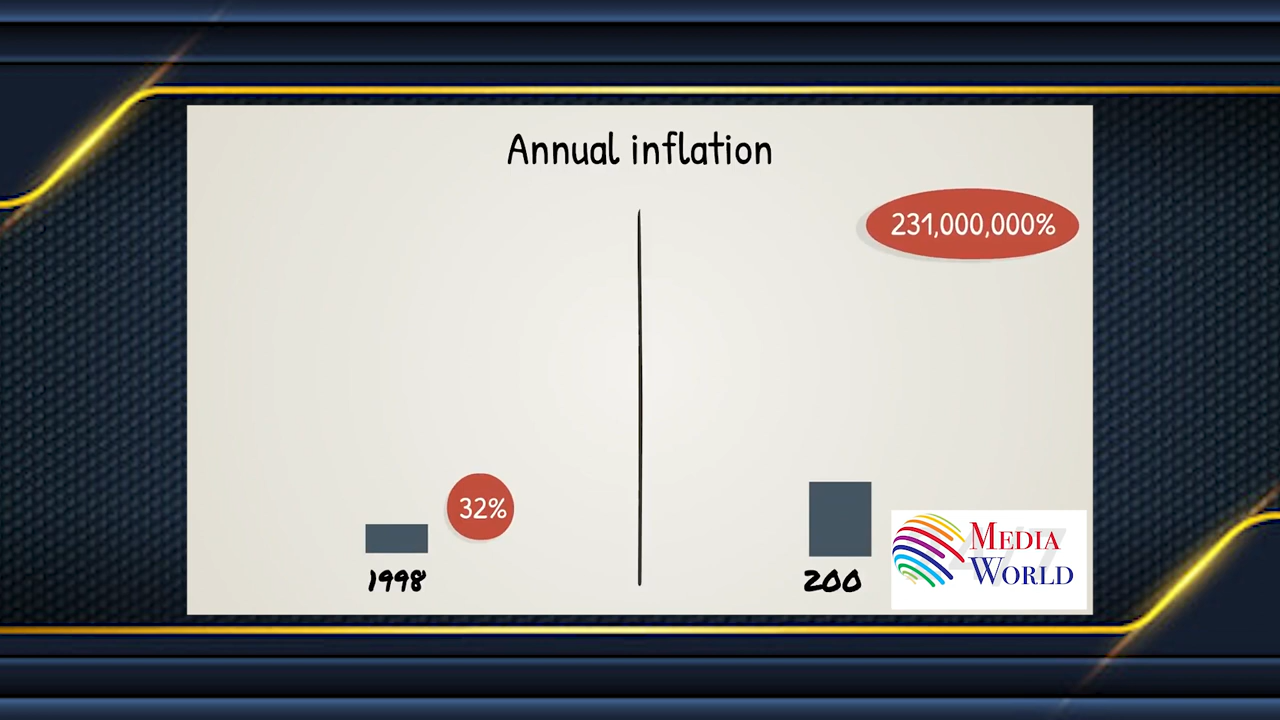 Annual inflation
231,000,000%
32%
1998
200
MEDIA
WORLD